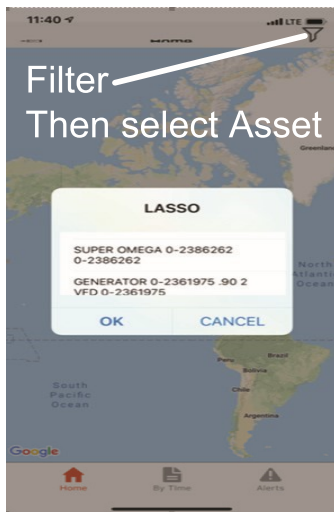 11:40
LTE
Home
Filter
Then select Asset
Greenland
LASSO
SUPER OMEGA 0-2386262
0-2386262
GENERATOR 0-2361975 .90 2
VFD 0-2361975
North
Atlantic
Ocean
OK
CANCEL
Peru
Brazil
Bolivia
South
Pacific
Ocean
Chile
Argentina
Google
Home
By Time
Alerts